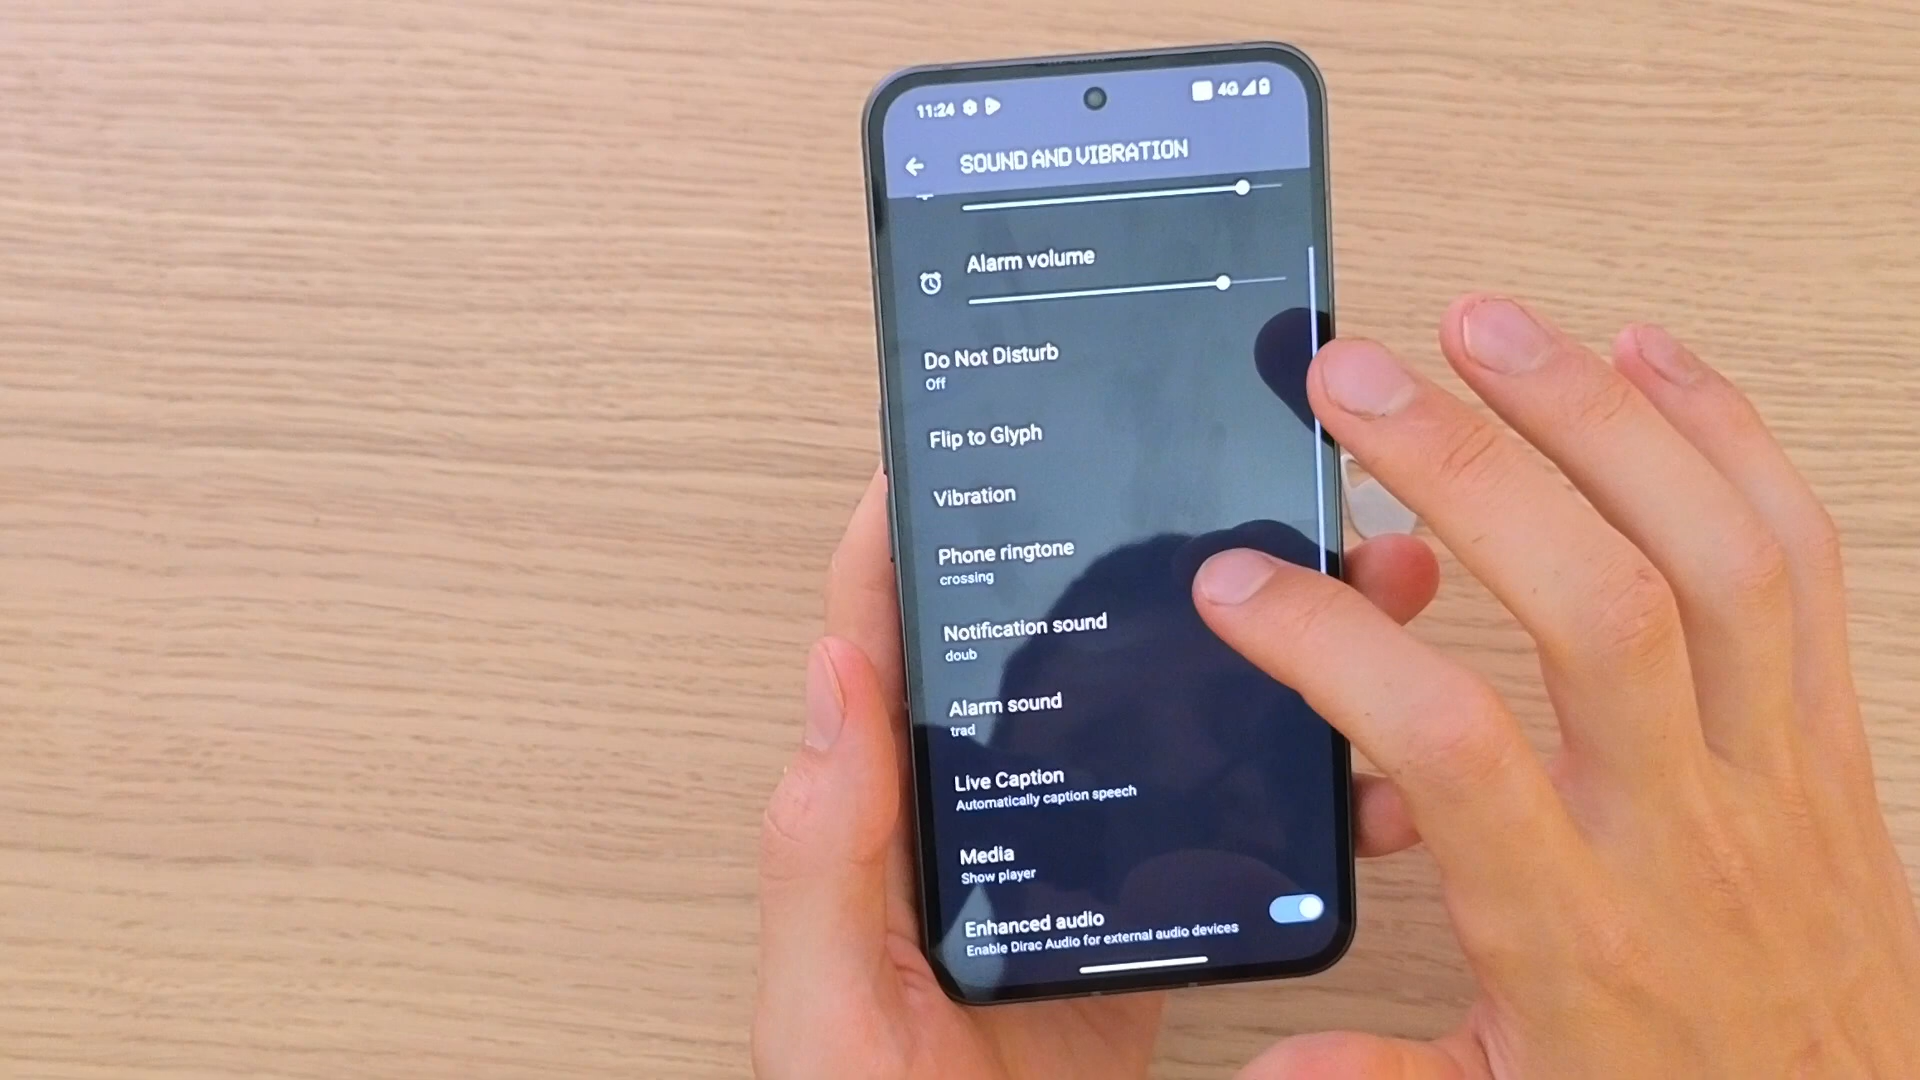 11:24 4G
SOUND AND VIBRATION
Alarm volume
Do Not Disturb
Off
Flip to Glyph
Vibration
Phone ringtone
crossing
Notification sound
doub
Alarm sound
trad
Live Caption
Automatically caption speech
Media
Show player
Enhanced audio
Enable Dirac Audio for external audio devices